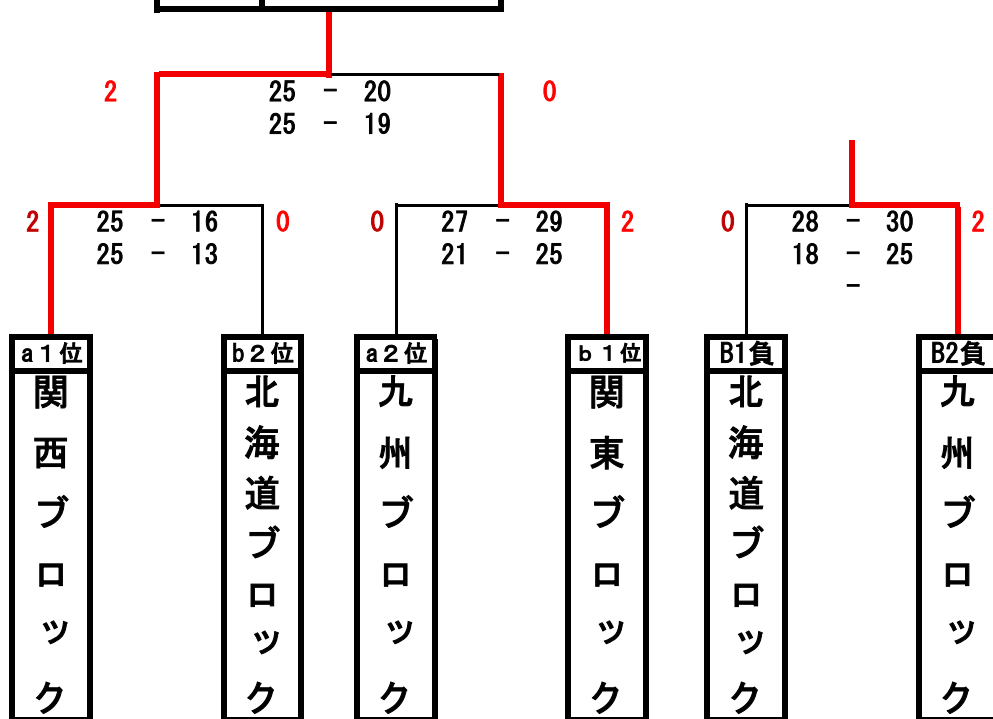 2 25 - 20 0
25 - 19
2 25 - 16 0 0 27 - 29 2 0 28 - 30 2
25 - 13 21 - 25 18 - 25
-
a１位 b２位 a２位 b １位 B1負 B2負
関西ブロック
北海道ブロック
九州ブロック
関東ブロック
北海道ブロック
九州ブロック